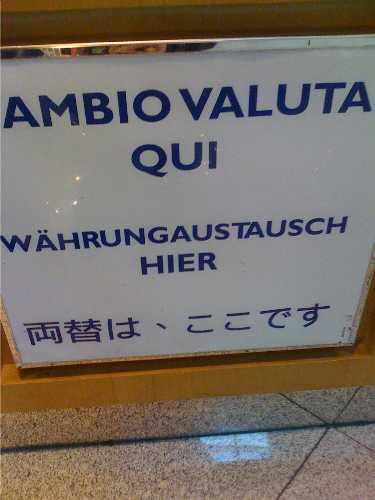 AMBIO VALUTA
QUI
WÄHRUNGAUSTAUSCH
HIER
両替は、ここです